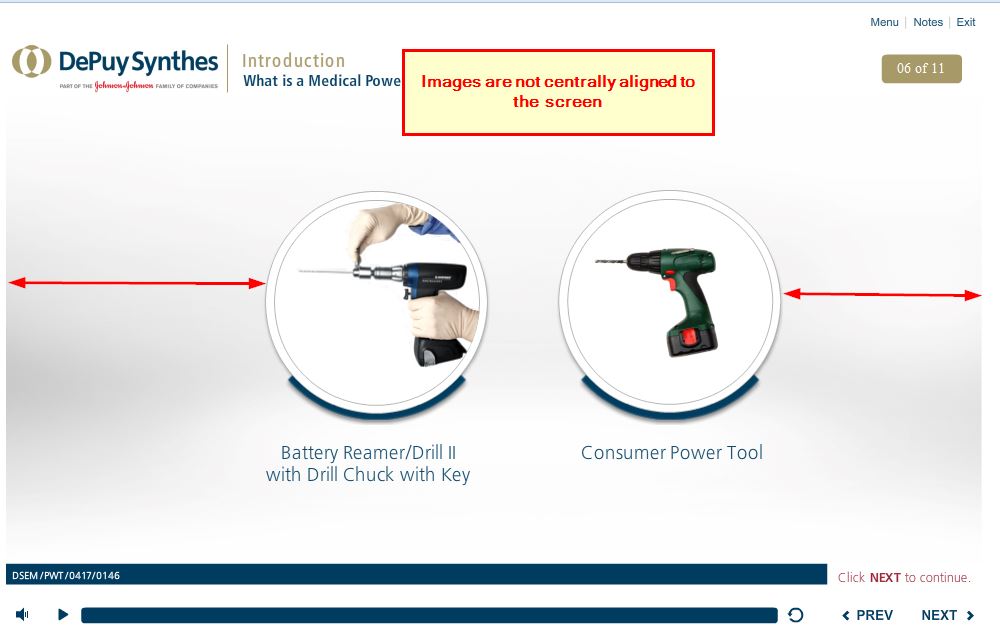 Menu | Notes | Exit
DePuy Synthes
PART OF THE Johnson & Johnson FAMILY OF COMPANIES
Introduction
What is a Medical Powe
06 of 11
Images are not centrally aligned to
the screen
Battery Reamer/Drill II
with Drill Chuck with Key
Consumer Power Tool
DSEM/PWT/0417/0146
Click NEXT to continue.
PREV
NEXT